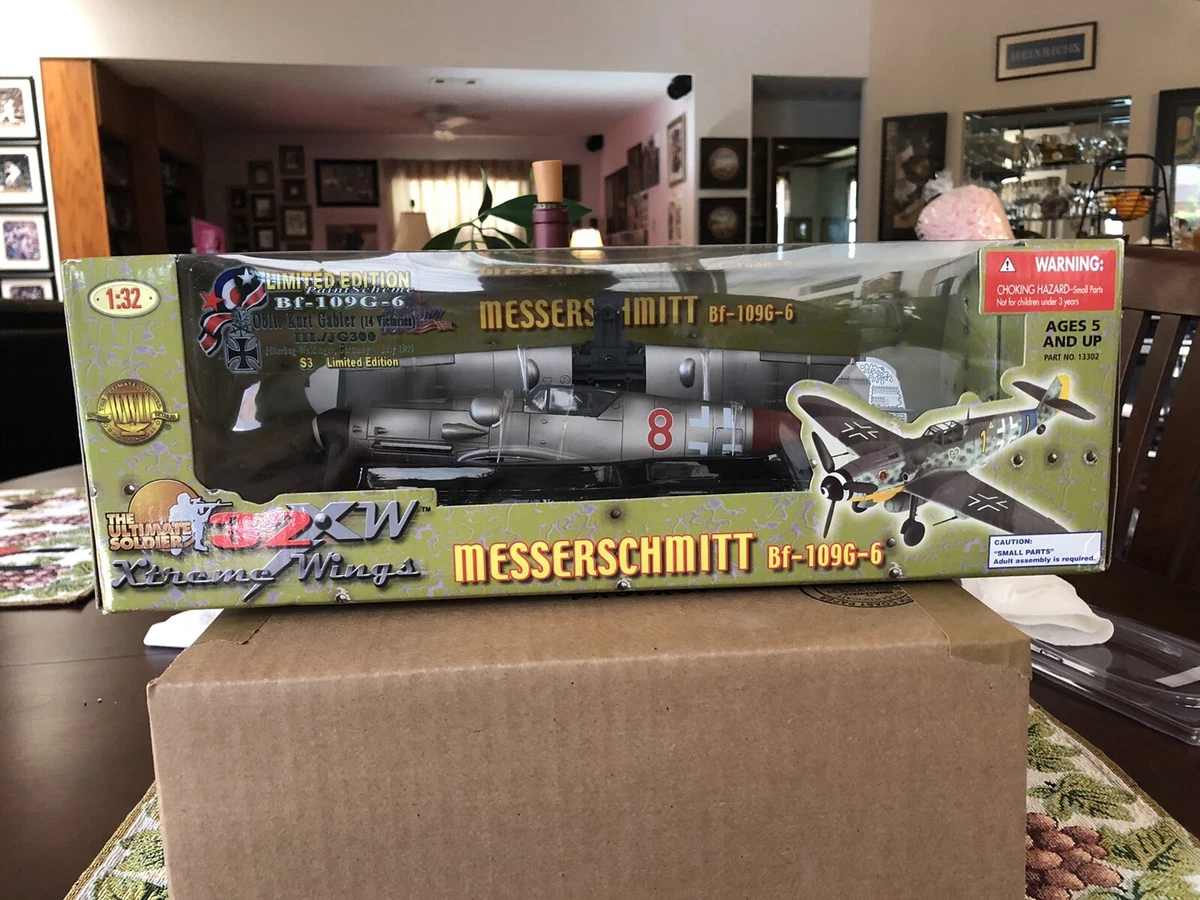 HEINRICHS
1:32
LIMITED EDITION
Paint Scheme
Bf-109G-6
Oblt. Kurt Gabler (14 Victories)
III./JG300
S3 Limited Edition
MESSERSCHMITT Bf-109G-6
WARNING:
CHOKING HAZARD-Small Parts
Not for children under 3 years
AGES 5
AND UP
PART NO. 13302
8
1
THE
ULTIMATE
SOLDIER
32XW™
Xtreme Wings
MESSERSCHMITT Bf-109G-6
CAUTION:
"SMALL PARTS"
Adult assembly is required.